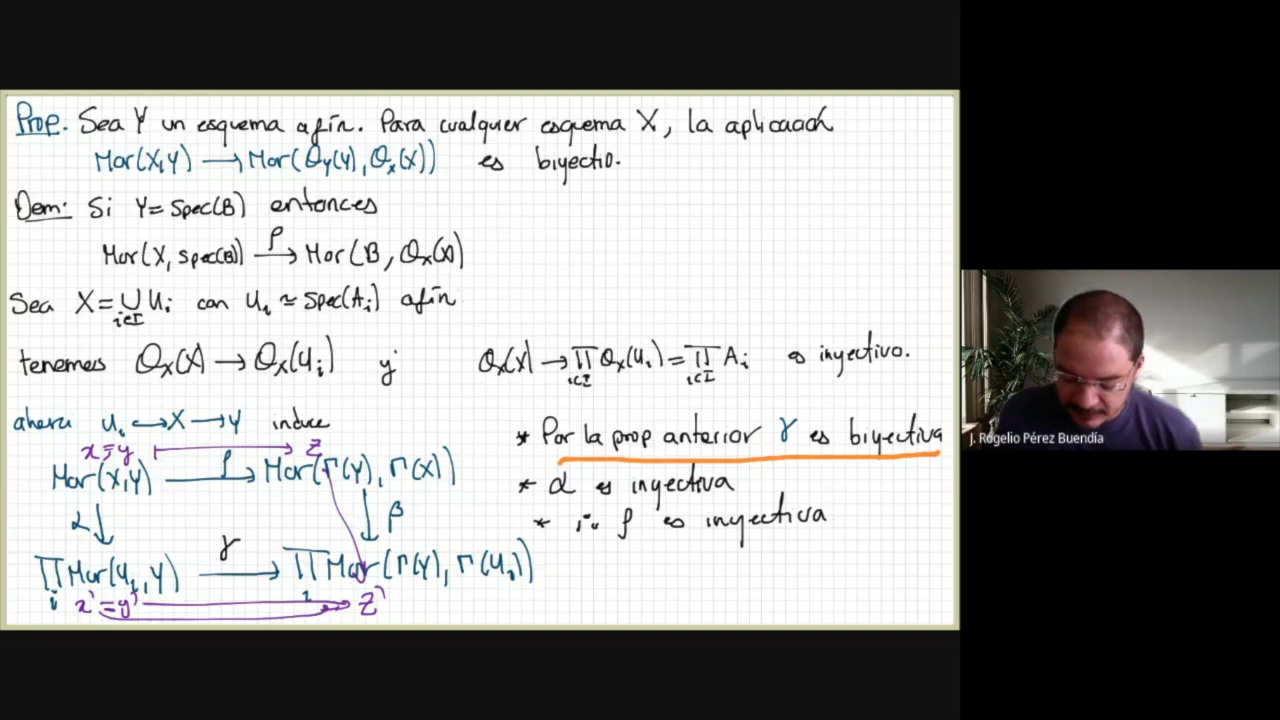 Prop. Sea Y un esquema afín. Para cualquier esquema X, la aplicación
Mor(X,Y) → Mor(O_Y(Y), O_X(X)) es biyectio.
Dem: Si Y = Spec(B) entonces
Mor(X, Spec(B)) →^ρ Mor(B, O_X(X)
Sea X = ∪_{i∈I} U_i con U_i ≃ Spec(A_i) afín
tenemos O_X(X) → O_X(U_i) y O_X(X) → ∏_{i∈I} O_X(U_i) = ∏_{i∈I} A_i es inyectivo.
ahora U_i ↪ X → Y induce
x = y ↦ z
Mor(X,Y) →^ρ Mor(Γ(Y), Γ(X))
α ↓ ↓ β
∏_i Mor(U_i, Y) →^γ ∏_i Mor(Γ(Y), Γ(U_i))
x' = y' → z'
* Por la prop anterior γ es biyectiva
* α es inyectiva
* ∴ ρ es inyectiva
J. Rogelio Pérez Buendía